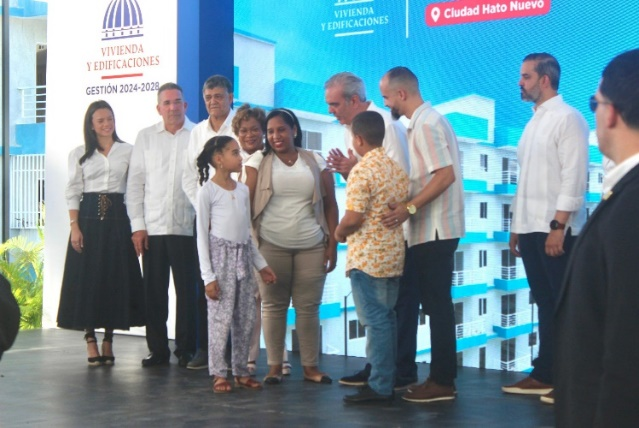 VIVIENDA
Y EDIFICACIONES
GESTIÓN 2024-2028
VIVIENDA
Y EDIFICACIONES
Ciudad Hato Nuevo